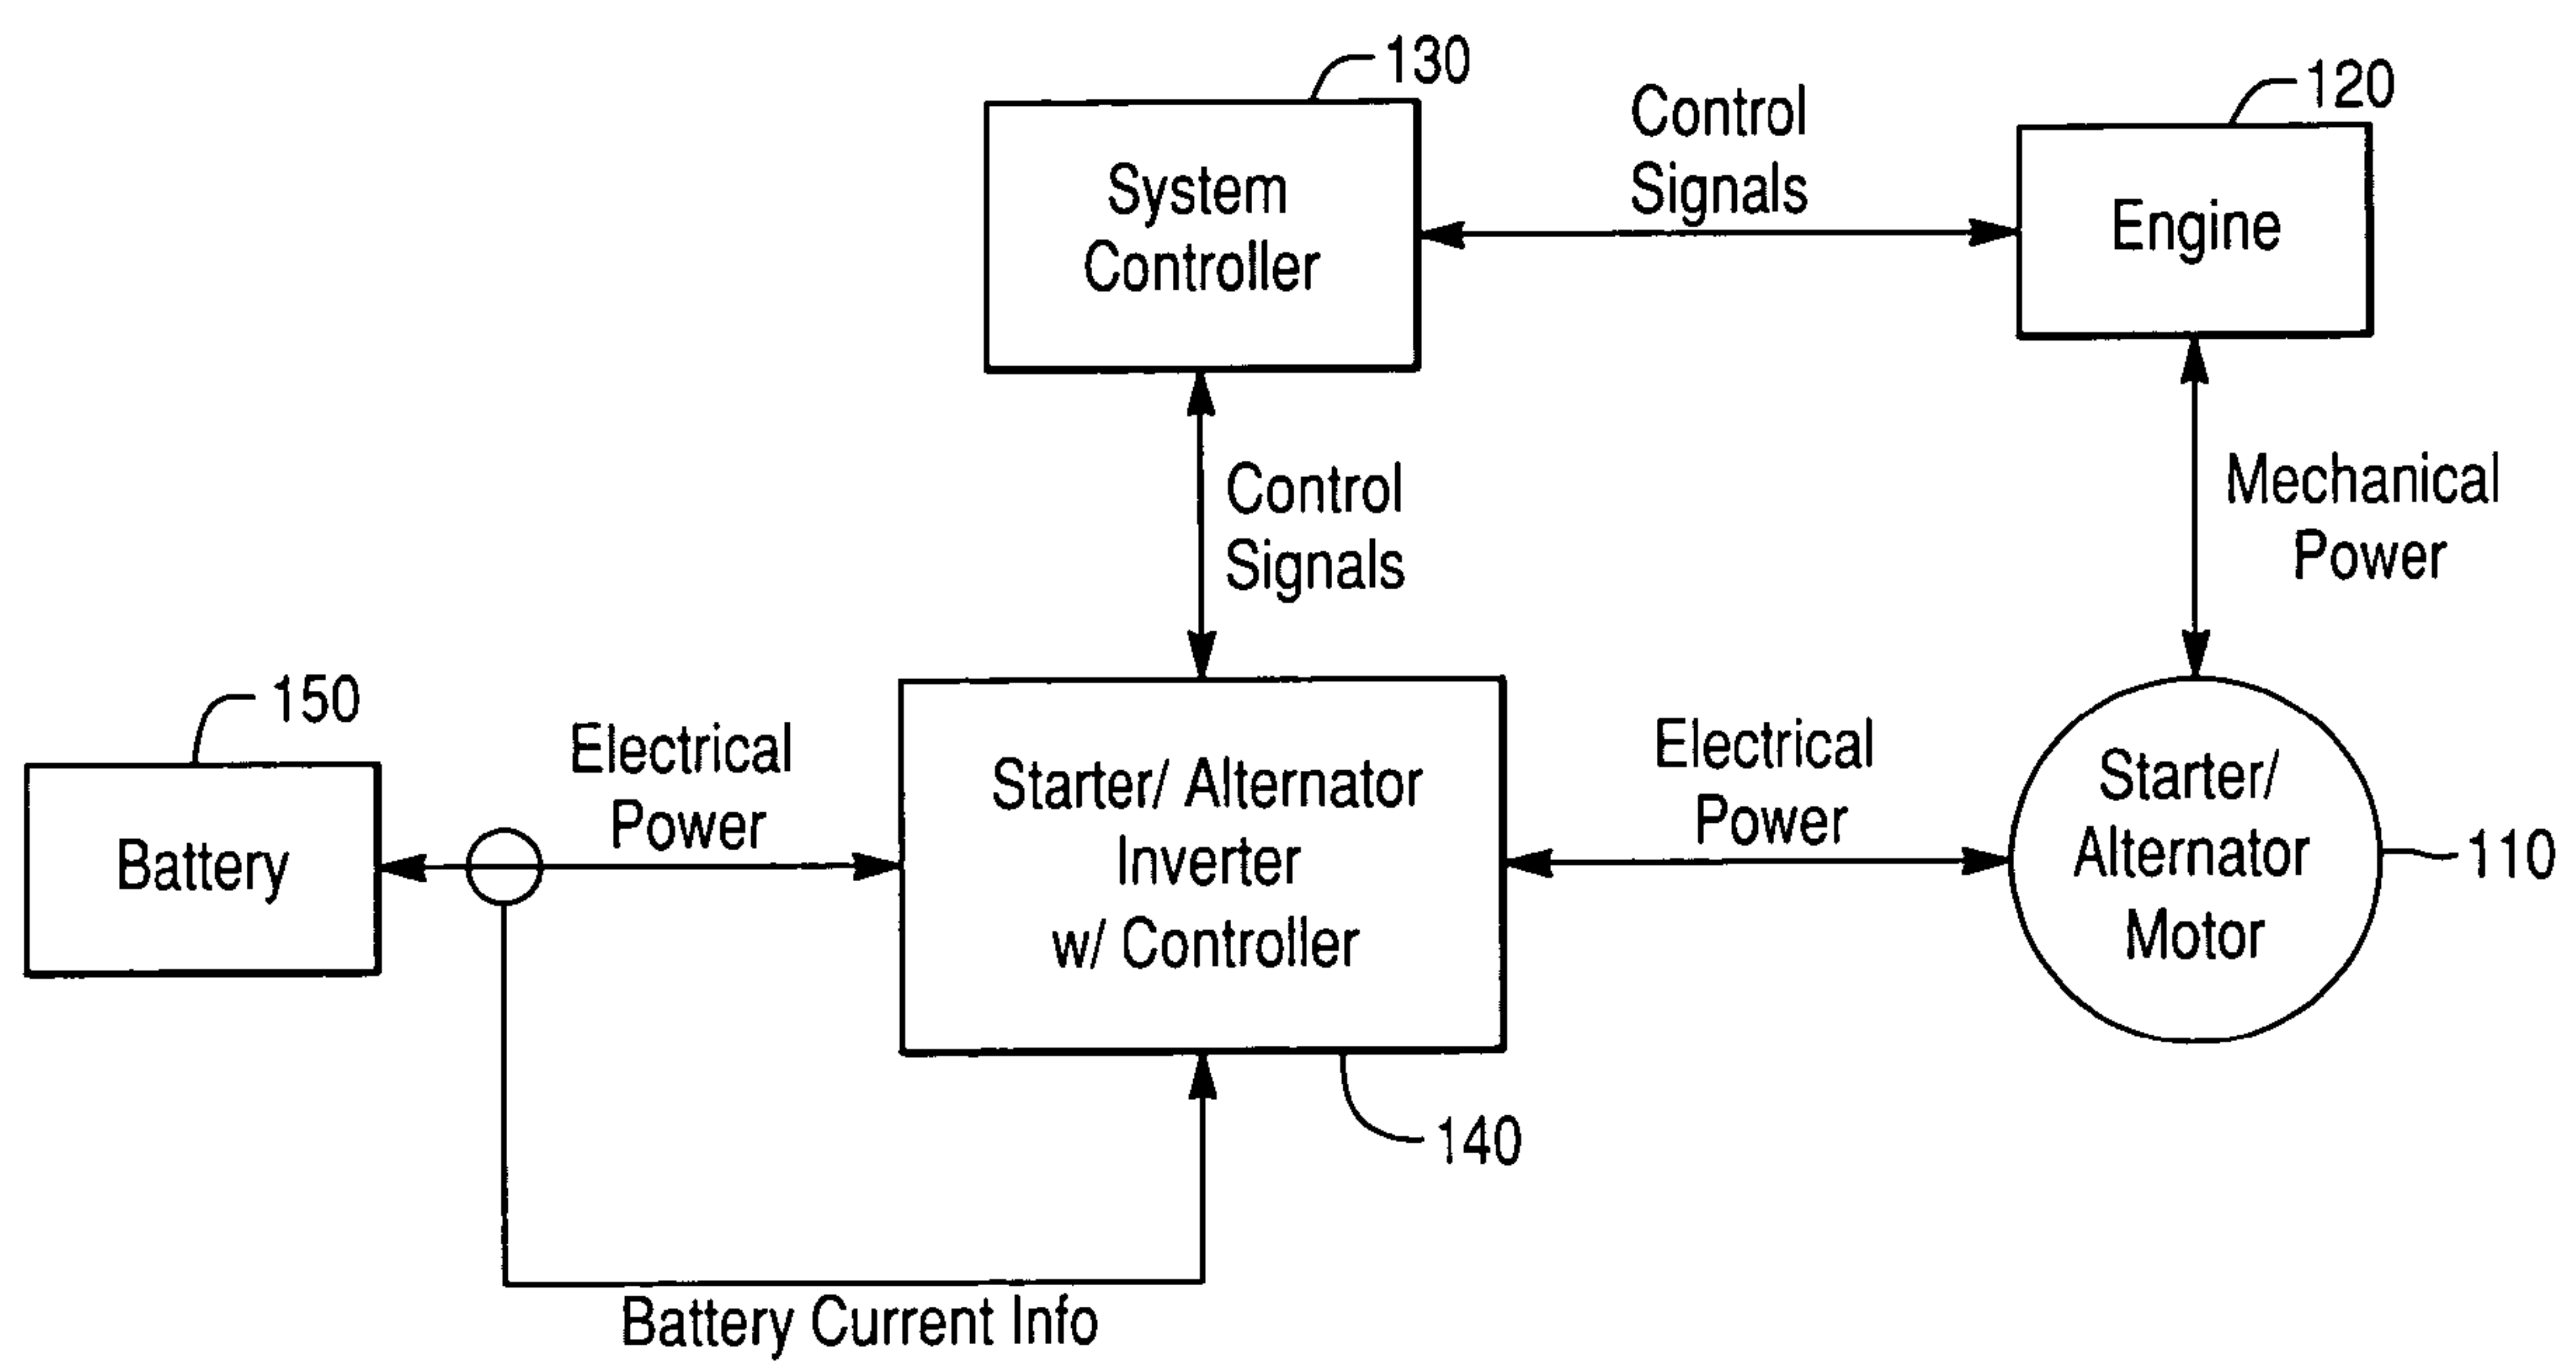 130
System
Controller
Control
Signals
120
Engine
Control
Signals
Mechanical
Power
150
Battery
Electrical
Power
Starter/ Alternator
Inverter
w/ Controller
140
Electrical
Power
Starter/
Alternator
Motor
110
Battery Current Info